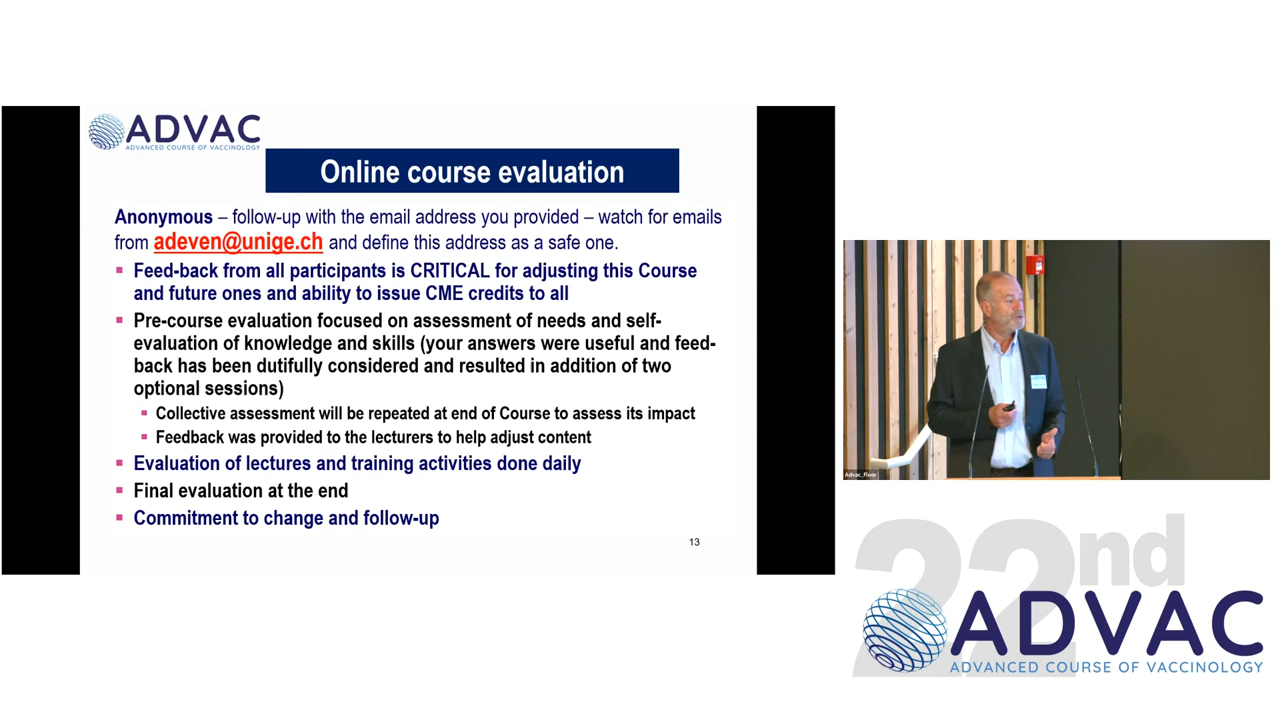 ADVAC
ADVANCED COURSE OF VACCINOLOGY
Online course evaluation
Anonymous – follow-up with the email address you provided – watch for emails
from adeven@unige.ch and define this address as a safe one.
Feed-back from all participants is CRITICAL for adjusting this Course
and future ones and ability to issue CME credits to all
Pre-course evaluation focused on assessment of needs and self-
evaluation of knowledge and skills (your answers were useful and feed-
back has been dutifully considered and resulted in addition of two
optional sessions)
Collective assessment will be repeated at end of Course to assess its impact
Feedback was provided to the lecturers to help adjust content
Evaluation of lectures and training activities done daily
Final evaluation at the end
Commitment to change and follow-up
13
Advac_Floor
22nd
ADVAC
ADVANCED COURSE OF VACCINOLOGY